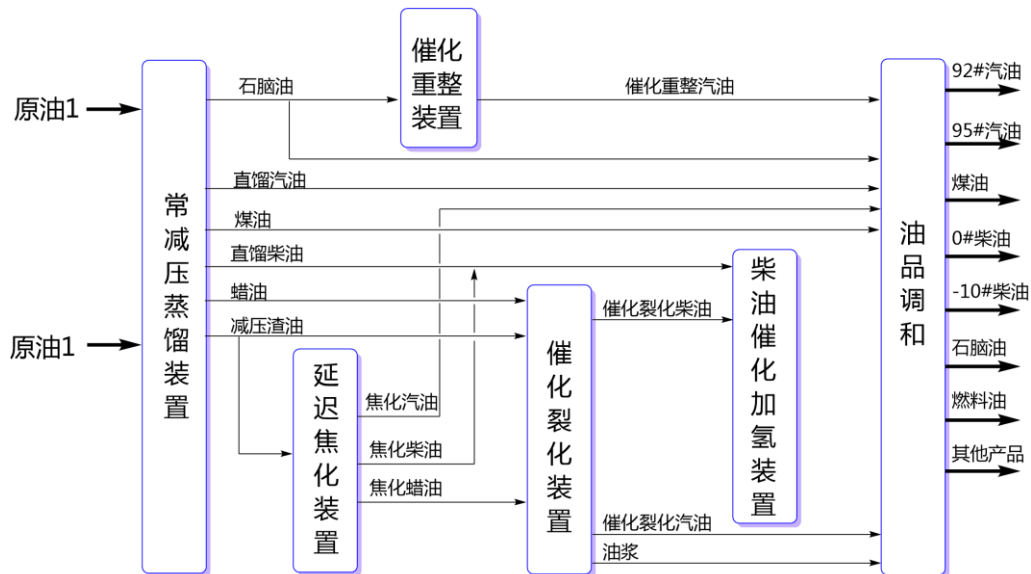 原油1
原油1
常减压蒸馏装置
石脑油
直馏汽油
煤油
直馏柴油
蜡油
减压渣油
催化
重整
装置
催化重整汽油
延迟焦化装置
焦化汽油
焦化柴油
焦化蜡油
催化裂化装置
催化裂化柴油
催化裂化汽油
油浆
柴油催化加氢装置
油品调和
92#汽油
95#汽油
煤油
0#柴油
-10#柴油
石脑油
燃料油
其他产品